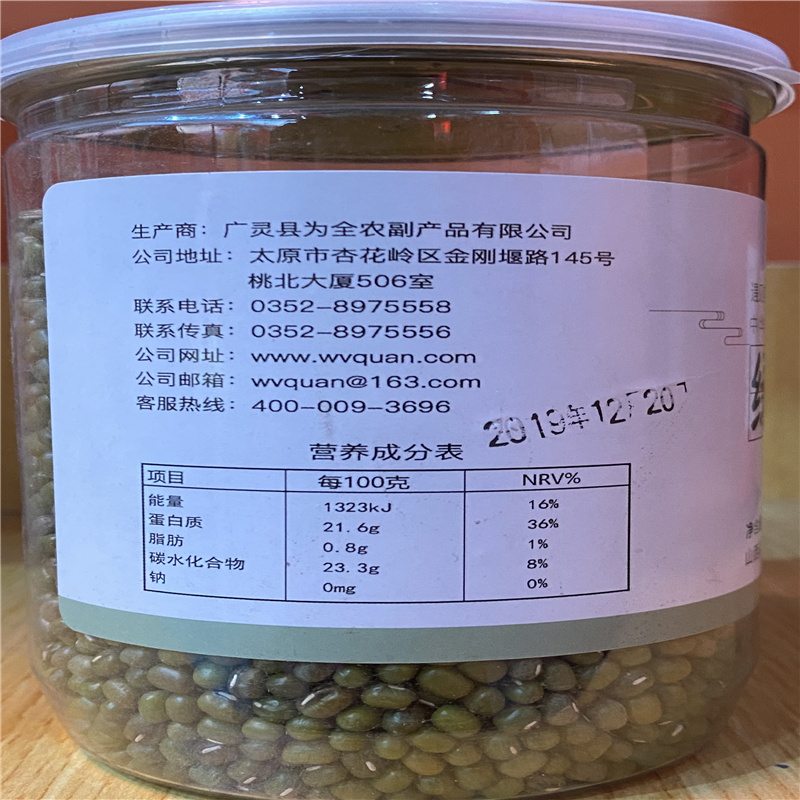 生产商：广灵县为全农副产品有限公司
公司地址：太原市杏花岭区金刚堰路145号
桃北大厦506室
联系电话：0352-8975558
联系传真：0352-8975556
公司网址：www.wvquan.com
公司邮箱：wvquan@163.com
客服热线：400-009-3696
2019年12月20
营养成分表
项目 每100克 NRV%
能量 1323kJ 16%
蛋白质 21.6g 36%
脂肪 0.8g 1%
碳水化合物 23.3g 8%
钠 0mg 0%